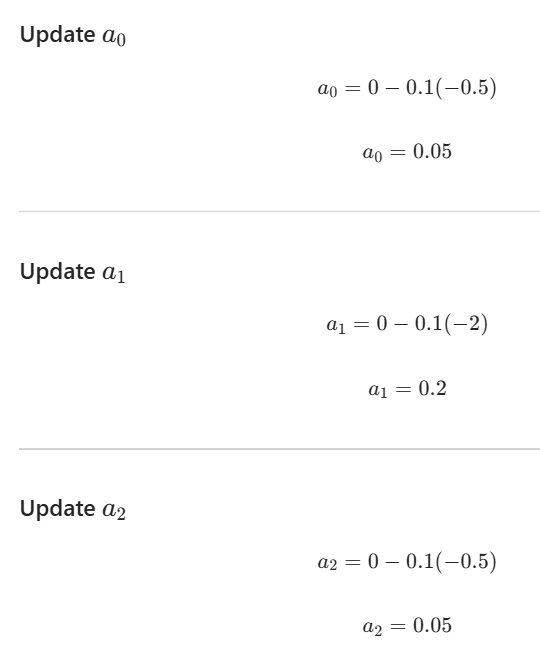 Update a₀
a₀ = 0 − 0.1(−0.5)
a₀ = 0.05
Update a₁
a₁ = 0 − 0.1(−2)
a₁ = 0.2
Update a₂
a₂ = 0 − 0.1(−0.5)
a₂ = 0.05